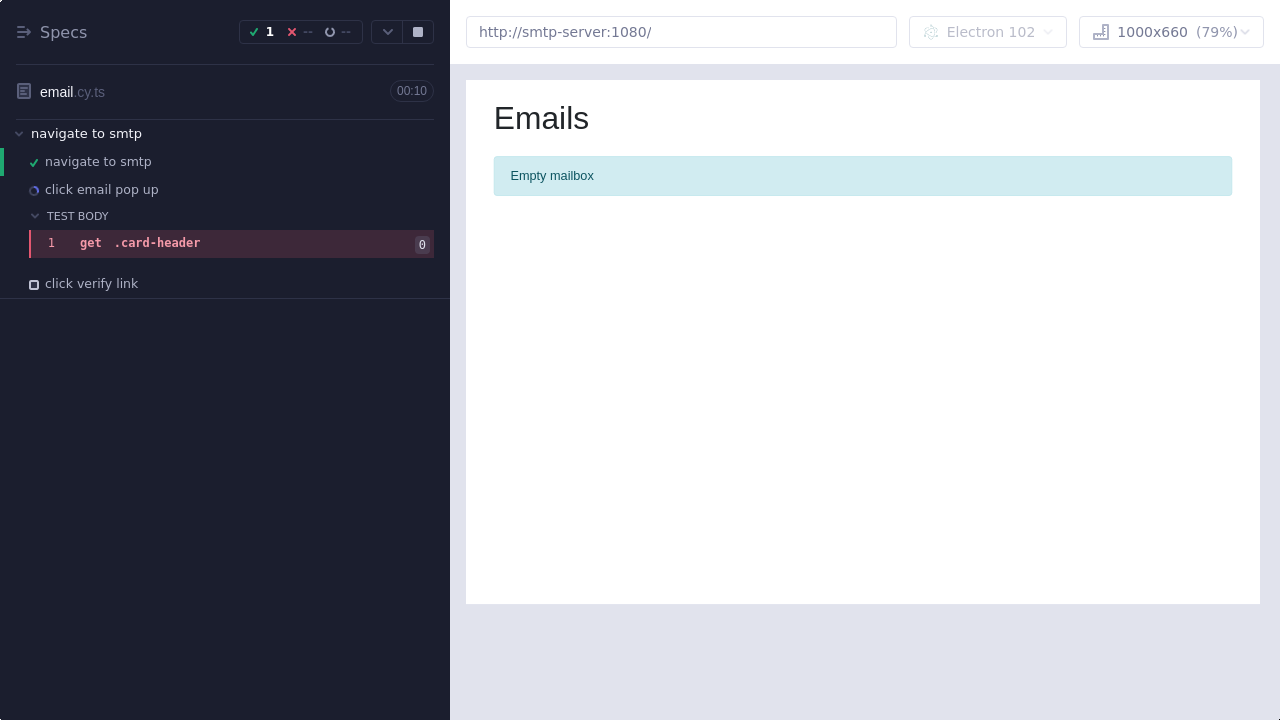 Specs
1 -- --
email.cy.ts
00:10
navigate to smtp
navigate to smtp
click email pop up
TEST BODY
1 get .card-header 0
click verify link
http://smtp-server:1080/
Electron 102
1000x660 (79%)
Emails
Empty mailbox